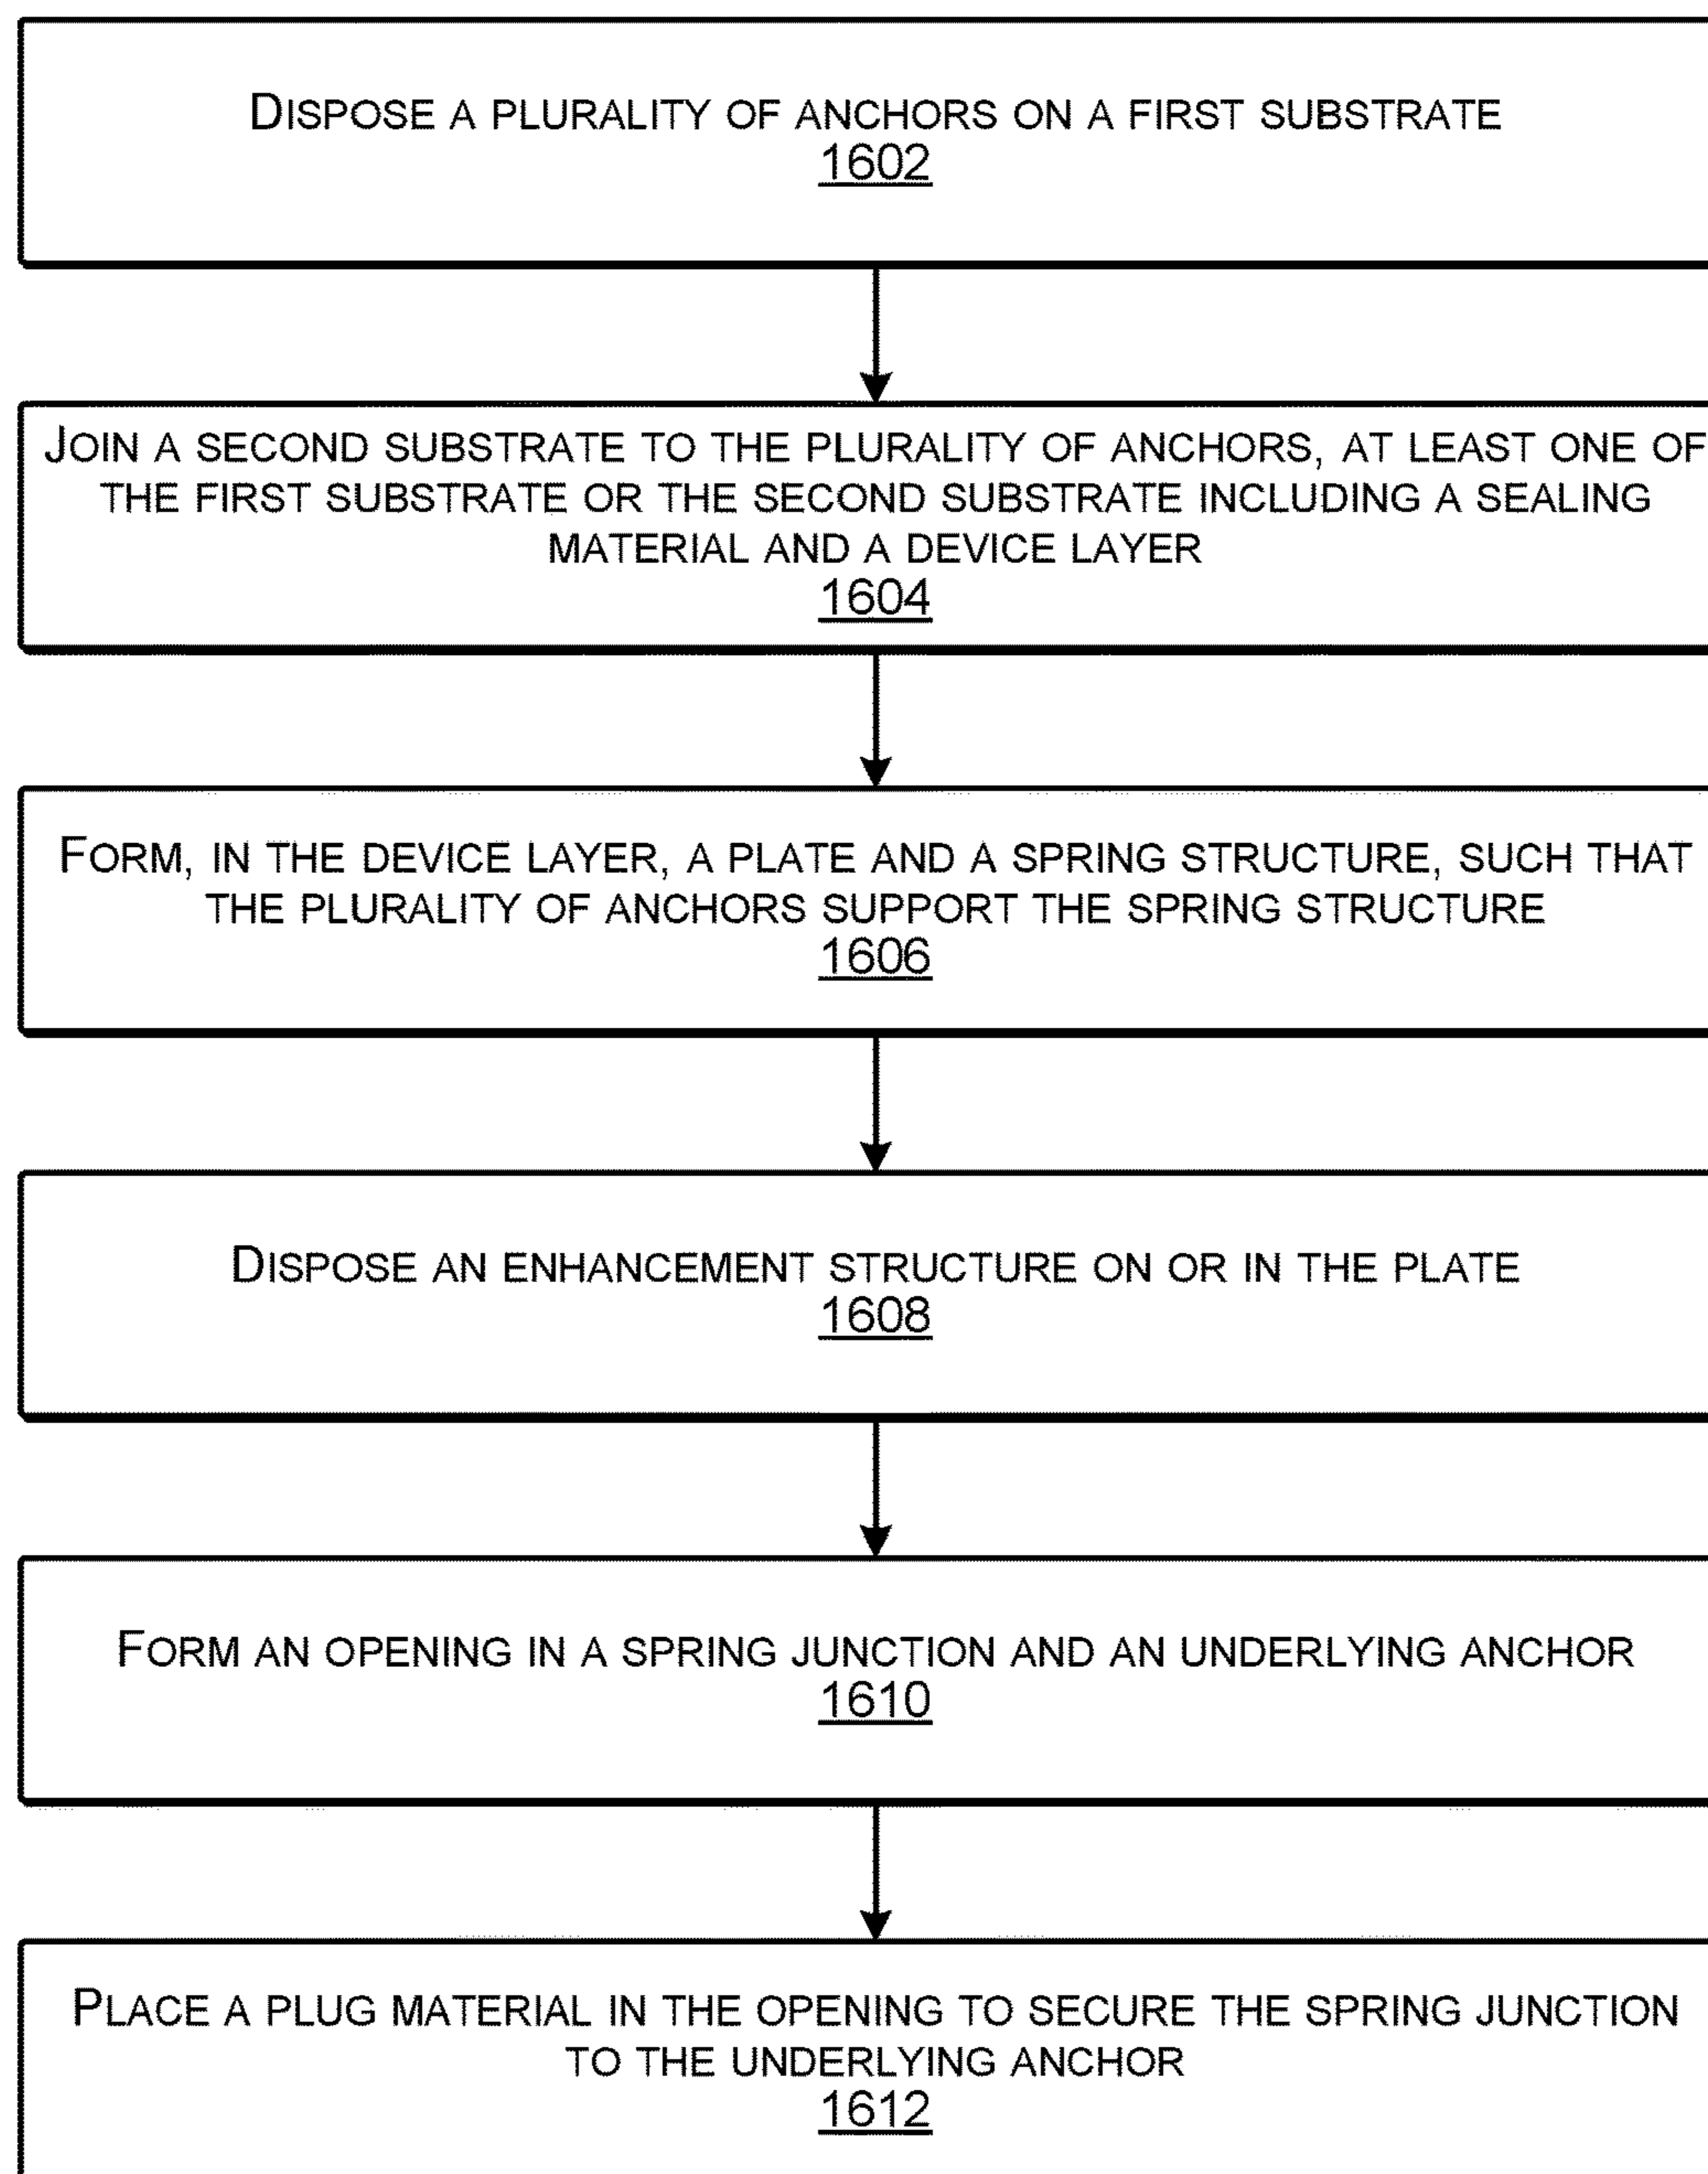 DISPOSE A PLURALITY OF ANCHORS ON A FIRST SUBSTRATE
1602
JOIN A SECOND SUBSTRATE TO THE PLURALITY OF ANCHORS, AT LEAST ONE OF
THE FIRST SUBSTRATE OR THE SECOND SUBSTRATE INCLUDING A SEALING
MATERIAL AND A DEVICE LAYER
1604
FORM, IN THE DEVICE LAYER, A PLATE AND A SPRING STRUCTURE, SUCH THAT
THE PLURALITY OF ANCHORS SUPPORT THE SPRING STRUCTURE
1606
DISPOSE AN ENHANCEMENT STRUCTURE ON OR IN THE PLATE
1608
FORM AN OPENING IN A SPRING JUNCTION AND AN UNDERLYING ANCHOR
1610
PLACE A PLUG MATERIAL IN THE OPENING TO SECURE THE SPRING JUNCTION
TO THE UNDERLYING ANCHOR
1612